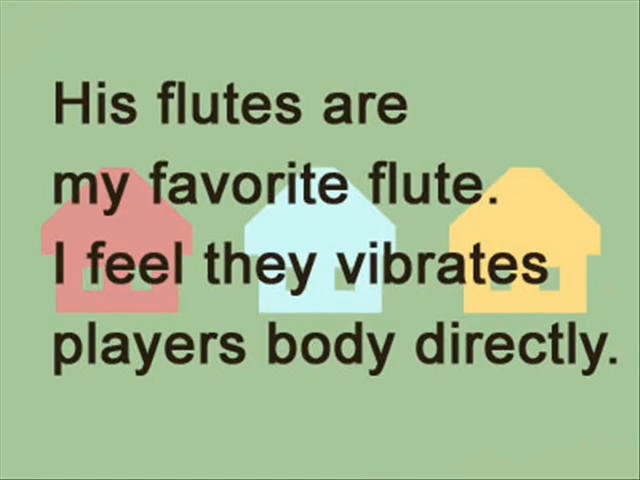 His flutes are
my favorite flute.
I feel they vibrates
players body directly.